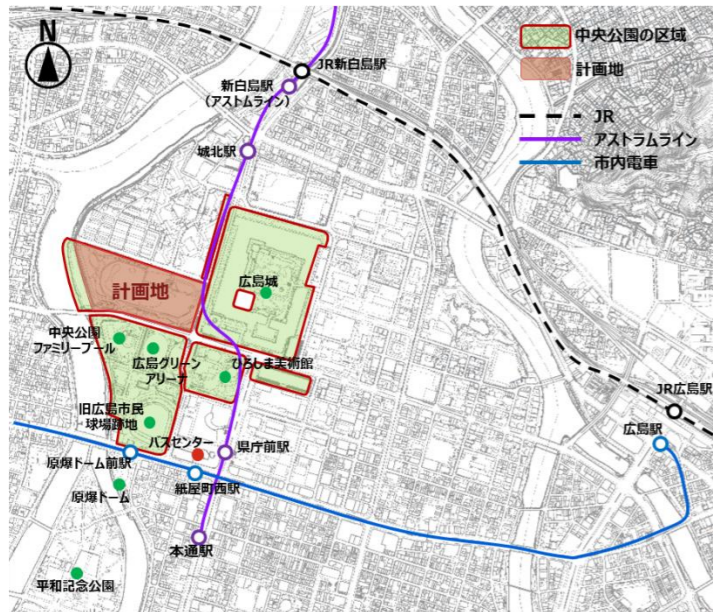 N
JR新白島駅
新白島駅
(アストムライン)
城北駅
中央公園の区域
計画地
JR
アストラムライン
市内電車
計画地
広島城
中央公園
ファミリープール
広島グリーン
アリーナ
ひろしま美術館
旧広島市民
球場跡地
バスセンター
県庁前駅
原爆ドーム前駅
紙屋町西駅
原爆ドーム
本通駅
平和記念公園
JR広島駅
広島駅